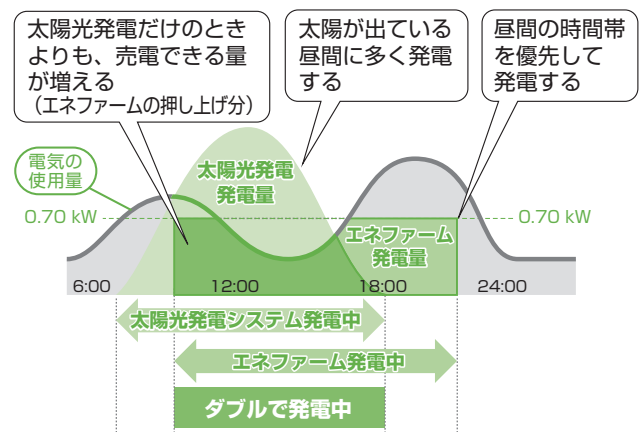 太陽光発電だけのとき
よりも、売電できる量
が増える
（エネファームの押し上げ分）
太陽が出ている
昼間に多く発電
する
昼間の時間帯
を優先して
発電する
電気の
使用量
太陽光発電
発電量
0.70 kW
0.70 kW
エネファーム
発電量
6:00
12:00
18:00
24:00
太陽光発電システム発電中
エネファーム発電中
ダブルで発電中